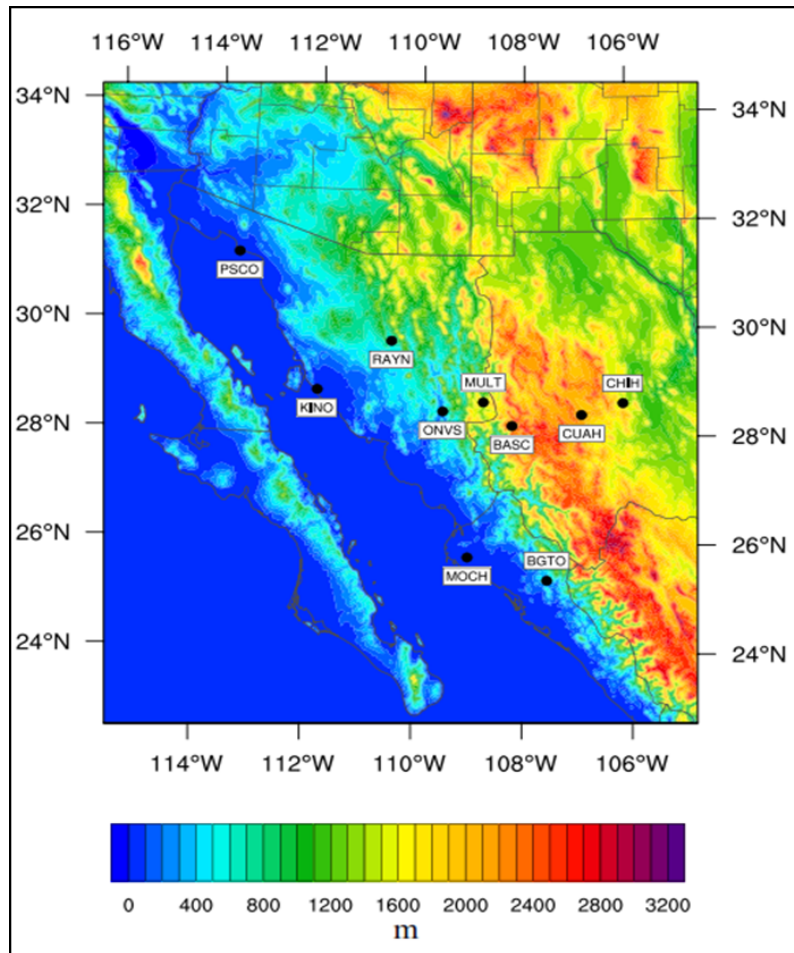 116°W 114°W 112°W 110°W 108°W 106°W
34°N 34°N
32°N 32°N
PSCO
30°N 30°N
RAYN
MULT CHIH
KINO
28°N 28°N
ONVS BASC CUAH
26°N 26°N
BGTO
MOCH
24°N 24°N
114°W 112°W 110°W 108°W 106°W
0 400 800 1200 1600 2000 2400 2800 3200
m